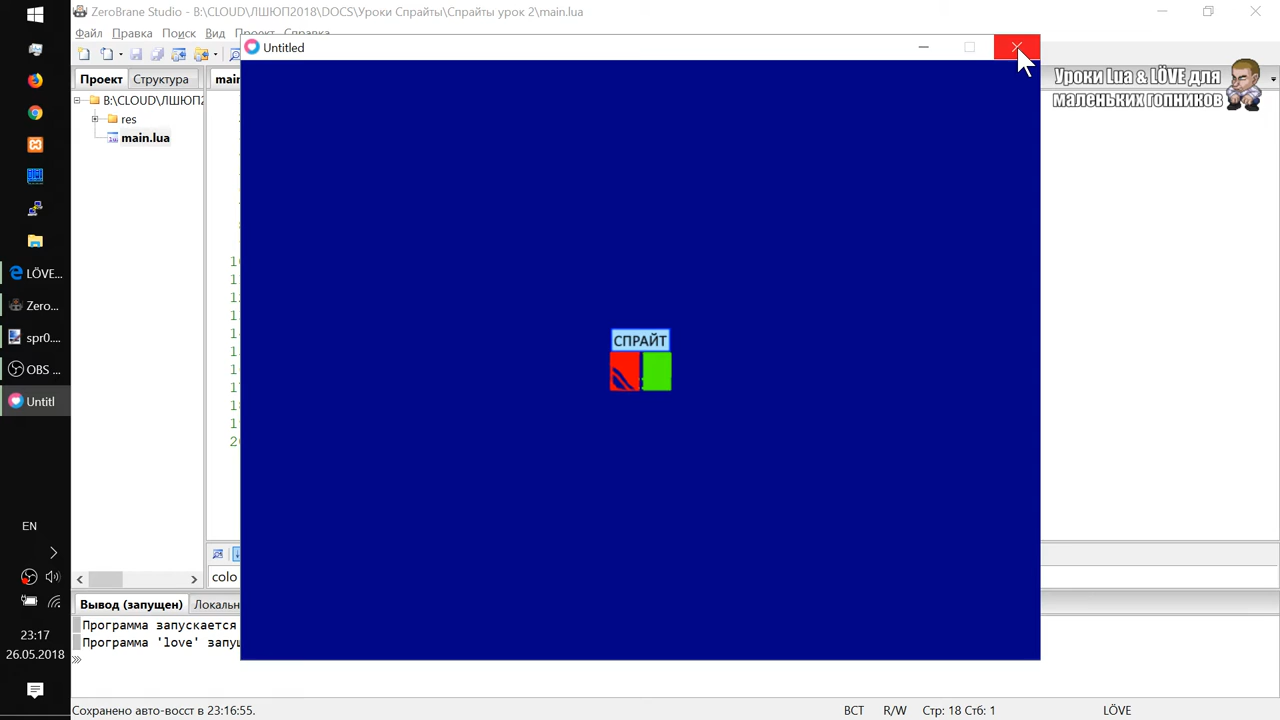 ZeroBrane Studio - B:\CLOUD\ЛШЮП2018\DOCS\Уроки Спрайты\Спрайты урок 2\main.lua
Файл Правка Поиск Вид Проект Справка
Untitled
Проект Структура
B:\CLOUD\ЛШЮП2
res
main.lua
Уроки Lua & LÖVE для
маленьких гопников
СПРАЙТ
LÖVE...
Zero...
spr0....
OBS ...
Untitl
EN
23:17
26.05.2018
colo
Вывод (запущен) Локальн
Программа запускается
Программа 'love' запу
Сохранено авто-восст в 23:16:55.
ВСТ R/W Стр: 18 Стб: 1 LÖVE